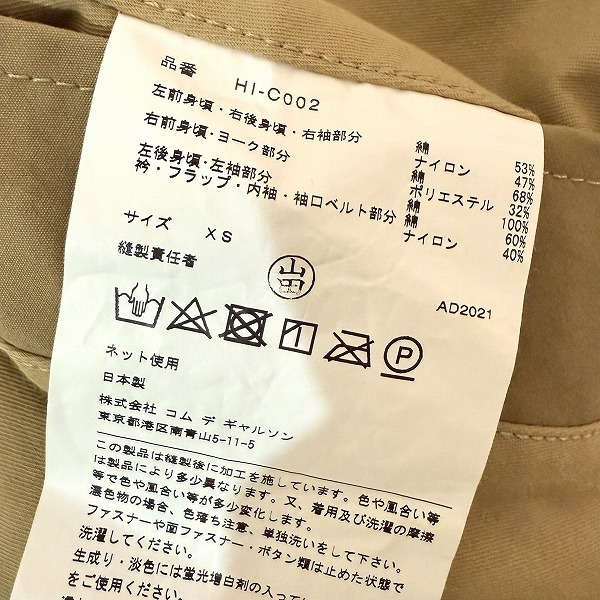 品番 HI-C002
左前身頃・右後身頃・右袖部分 綿 53%
ナイロン 47%
右前身頃・ヨーク部分 綿 68%
ポリエステル 32%
左後身頃・左袖部分 綿 100%
衿・フラップ・内袖・袖口ベルト部分 綿 60%
ナイロン 40%
サイズ XS
縫製責任者 山田
AD2021
P
ネット使用
日本製
株式会社 コム デ ギャルソン
東京都港区南青山5-11-5
この製品は縫製後に加工を施しています。色や風合い等
は製品により多少異なります。又、着用及び洗濯の摩擦
等で色や風合い等が多少変化します。
濃色物の場合、色落ち注意、単独洗いをして下さい。
ファスナーや面ファスナー・ボタン類は止めた状態で
洗濯してください。
生成り・淡色には蛍光増白剤の入ってい
をご使用ください。